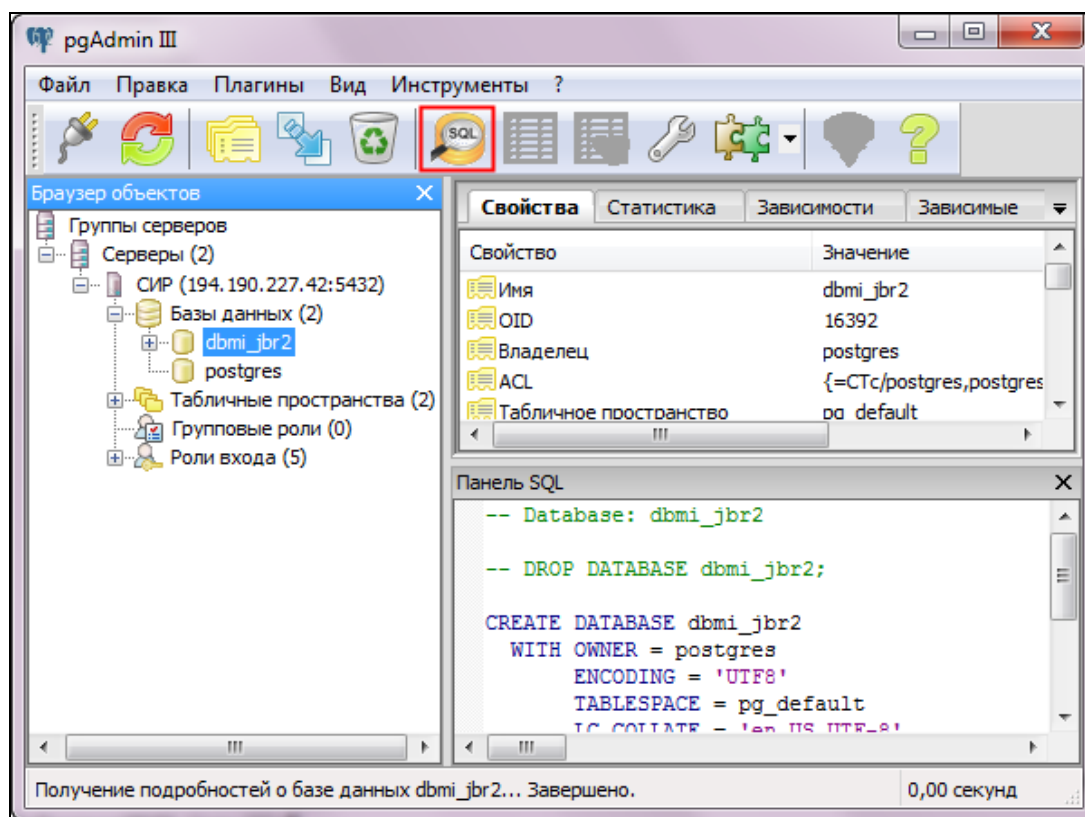 pgAdmin III
Файл Правка Плагины Вид Инструменты ?
SQL
Браузер объектов
Группы серверов
Серверы (2)
СИР (194.190.227.42:5432)
Базы данных (2)
dbmi_jbr2
postgres
Табличные пространства (2)
Групповые роли (0)
Роли входа (5)
Свойства Статистика Зависимости Зависимые
Свойство Значение
Имя dbmi_jbr2
OID 16392
Владелец postgres
ACL {=CTc/postgres,postgres
Табличное пространство pg_default
Панель SQL
-- Database: dbmi_jbr2
-- DROP DATABASE dbmi_jbr2;
CREATE DATABASE dbmi_jbr2
WITH OWNER = postgres
ENCODING = 'UTF8'
TABLESPACE = pg_default
LC_COLLATE = 'en_US.UTF-8'
Получение подробностей о базе данных dbmi_jbr2... Завершено. 0,00 секунд